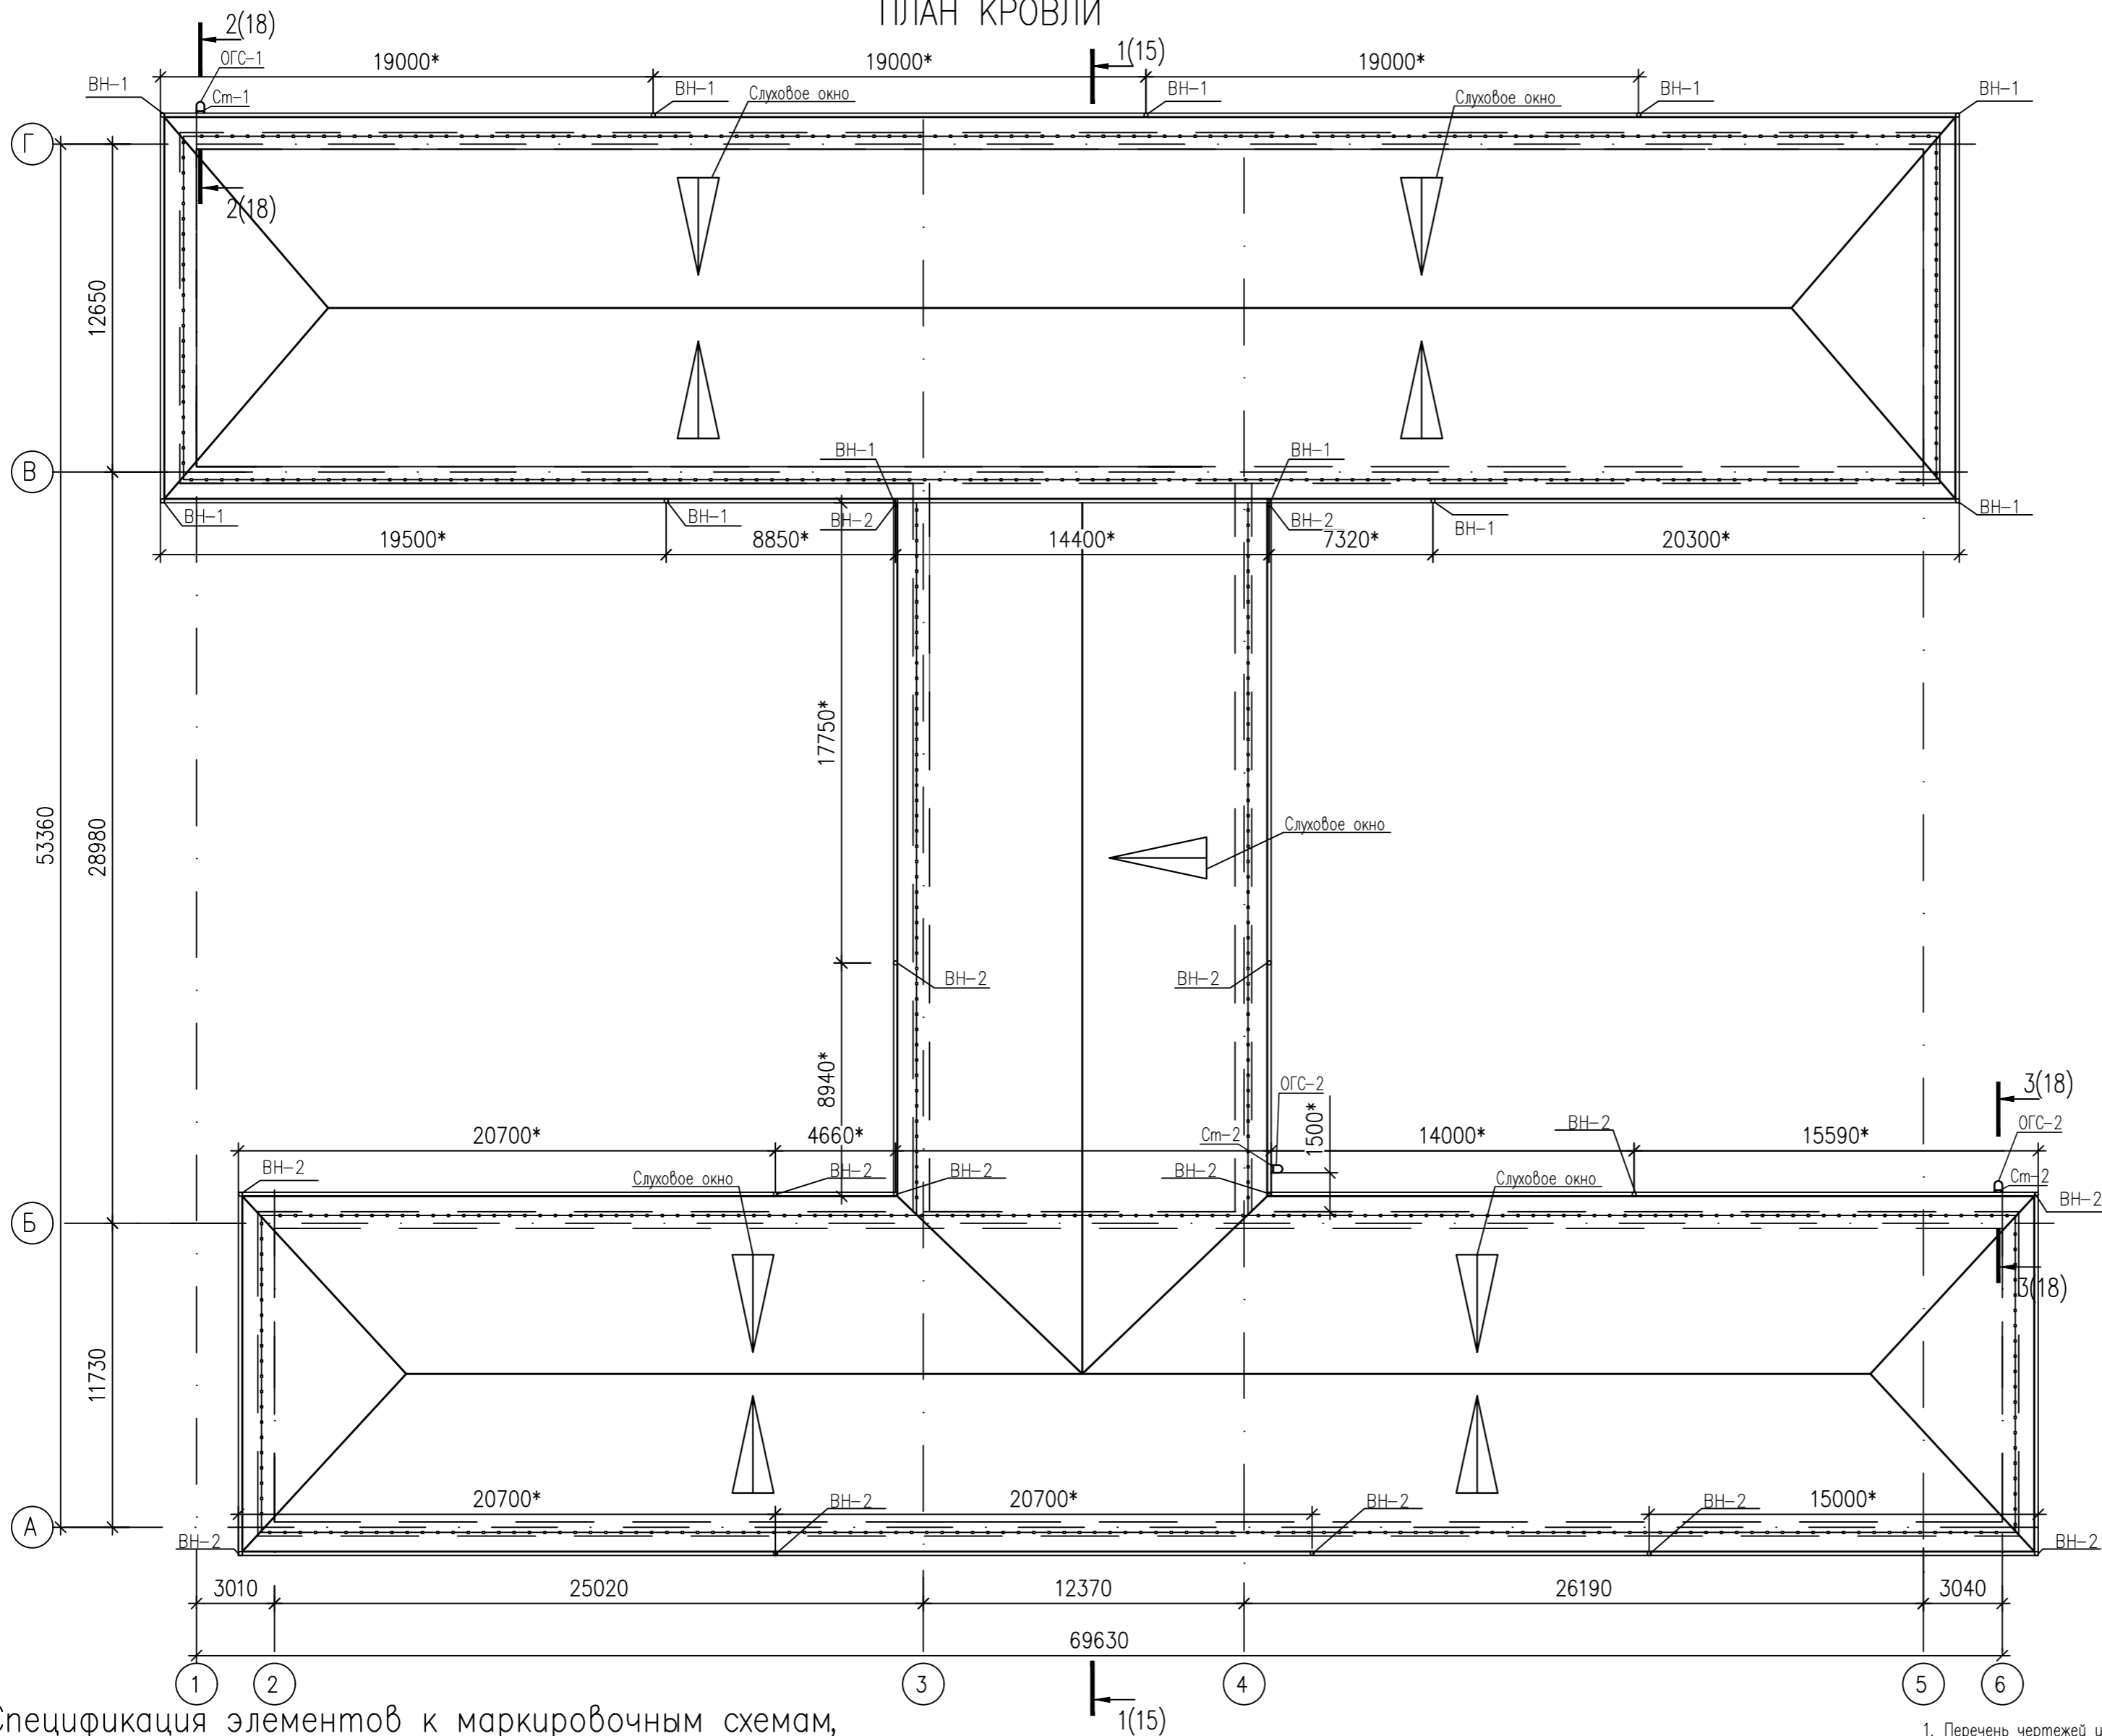 ПЛАН КРОВЛИ
2(18)
ОГС-1
19000*
19000*
1(15)
19000*
ВН-1
Ст-1
ВН-1
Слуховое окно
ВН-1
Слуховое окно
ВН-1
ВН-1
Г
2(18)
12650
В
ВН-1
ВН-1
ВН-1
ВН-1
ВН-2
ВН-2
ВН-1
ВН-1
19500*
8850*
14400*
7320*
20300*
17750*
53360
28980
Слуховое окно
ВН-2
ВН-2
8940*
ОГС-2
1500*
3(18)
ОГС-2
20700*
4660*
Ст-2
14000*
ВН-2
15590*
ВН-2
Слуховое окно
ВН-2
ВН-2
ВН-2
Слуховое окно
Ст-2
ВН-2
Б
3(18)
11730
20700*
ВН-2
20700*
ВН-2
ВН-2
15000*
А
ВН-2
ВН-2
3010
25020
12370
26190
3040
69630
1
2
3
4
5
6
1(15)
Спецификация элементов к маркировочным схемам,
1. Перечень чертежей и